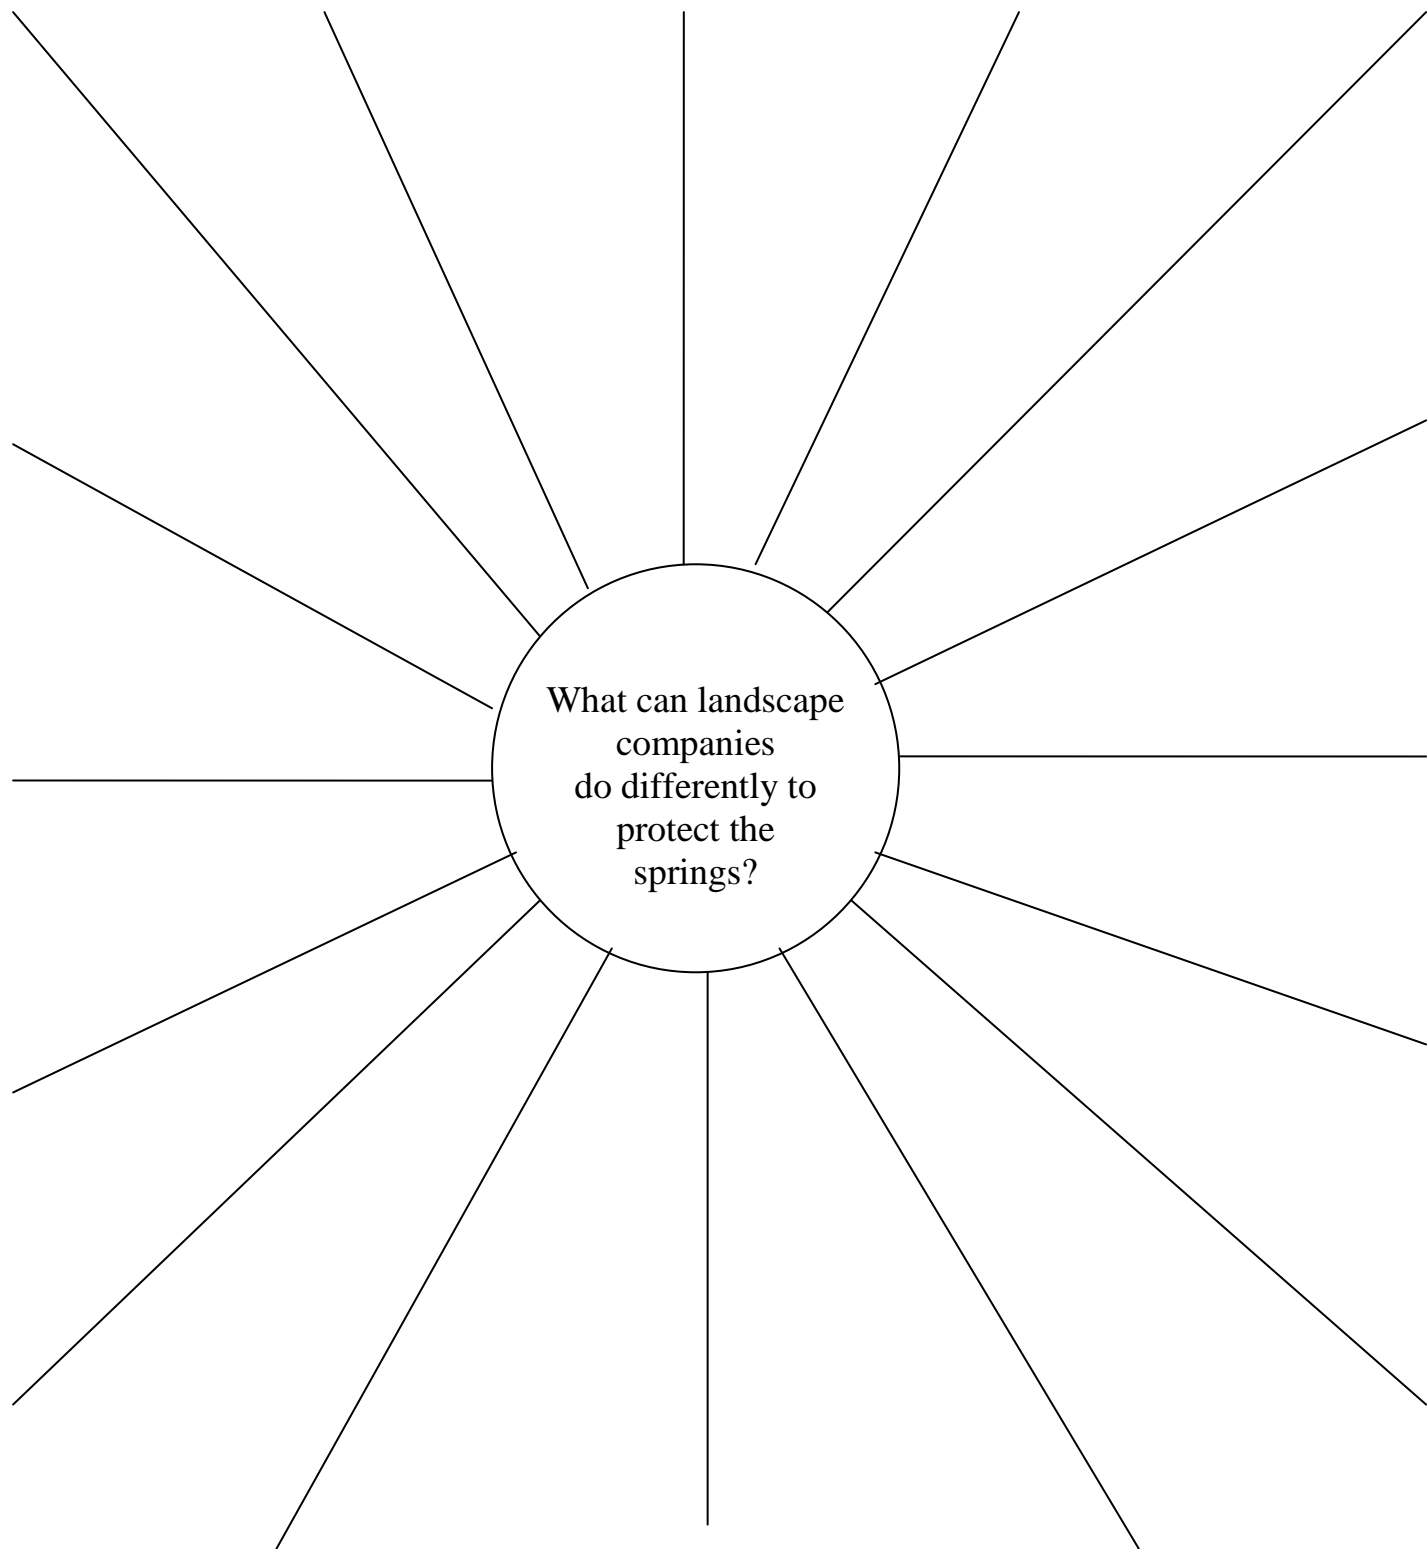 What can landscape
companies
do differently to
protect the
springs?